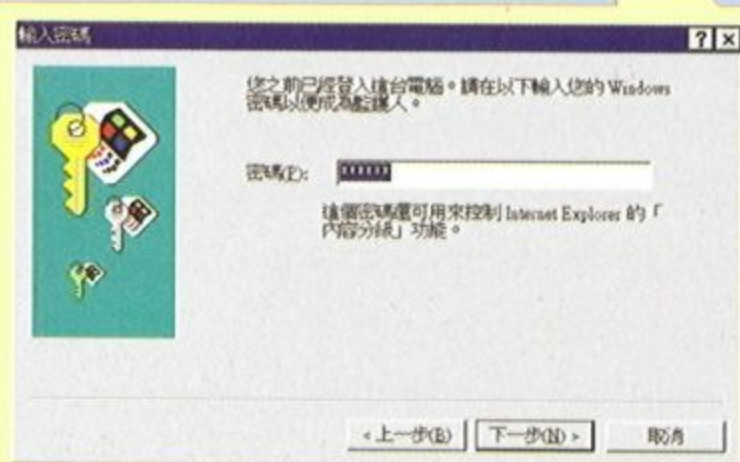 輸入密碼
您之前已經登入這台電腦。請在以下輸入您的 Windows
密碼以便成為監護人。
密碼(P):
這個密碼還可用來控制 Internet Explorer 的「
內容分級」功能。
<上一步(B)
下一步(N) >
取消